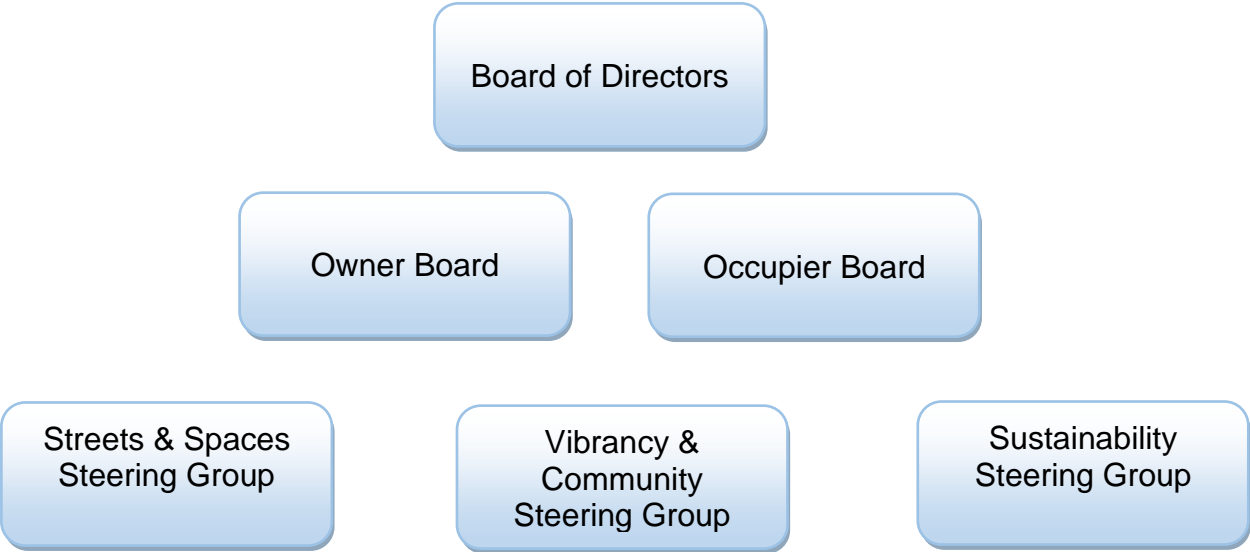 Board of Directors
Owner Board
Occupier Board
Streets & Spaces
Steering Group
Vibrancy &
Community
Steering Group
Sustainability
Steering Group